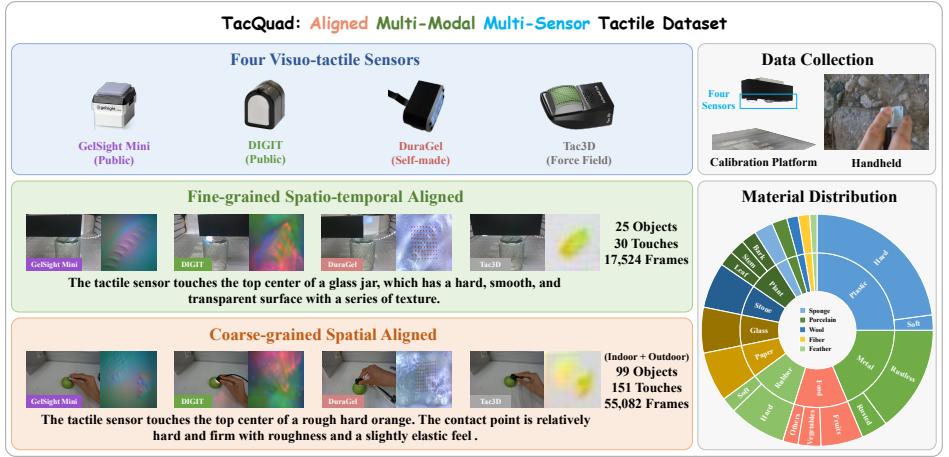 TacQuad: Aligned Multi-Modal Multi-Sensor Tactile Dataset
Four Visuo-tactile Sensors
GelSight Mini
(Public)
DIGIT
(Public)
DuraGel
(Self-made)
Tac3D
(Force Field)
Data Collection
Four
Sensors
Calibration Platform
Handheld
Fine-grained Spatio-temporal Aligned
GelSight Mini
DIGIT
DuraGel
Tac3D
25 Objects
30 Touches
17,524 Frames
The tactile sensor touches the top center of a glass jar, which has a hard, smooth, and
transparent surface with a series of texture.
Coarse-grained Spatial Aligned
GelSight Mini
DIGIT
DuraGel
Tac3D
(Indoor + Outdoor)
99 Objects
151 Touches
55,082 Frames
The tactile sensor touches the top center of a rough hard orange. The contact point is relatively
hard and firm with roughness and a slightly elastic feel .
Material Distribution
Hard
Plastic
Soft
Metal
Rustless
Rusted
Food
Fruits
Vegetables
Others
Rubber
Hard
Soft
Paper
Glass
Stone
Plant
Leaf
Stem
Bark
Sponge
Porcelain
Wool
Fiber
Feather